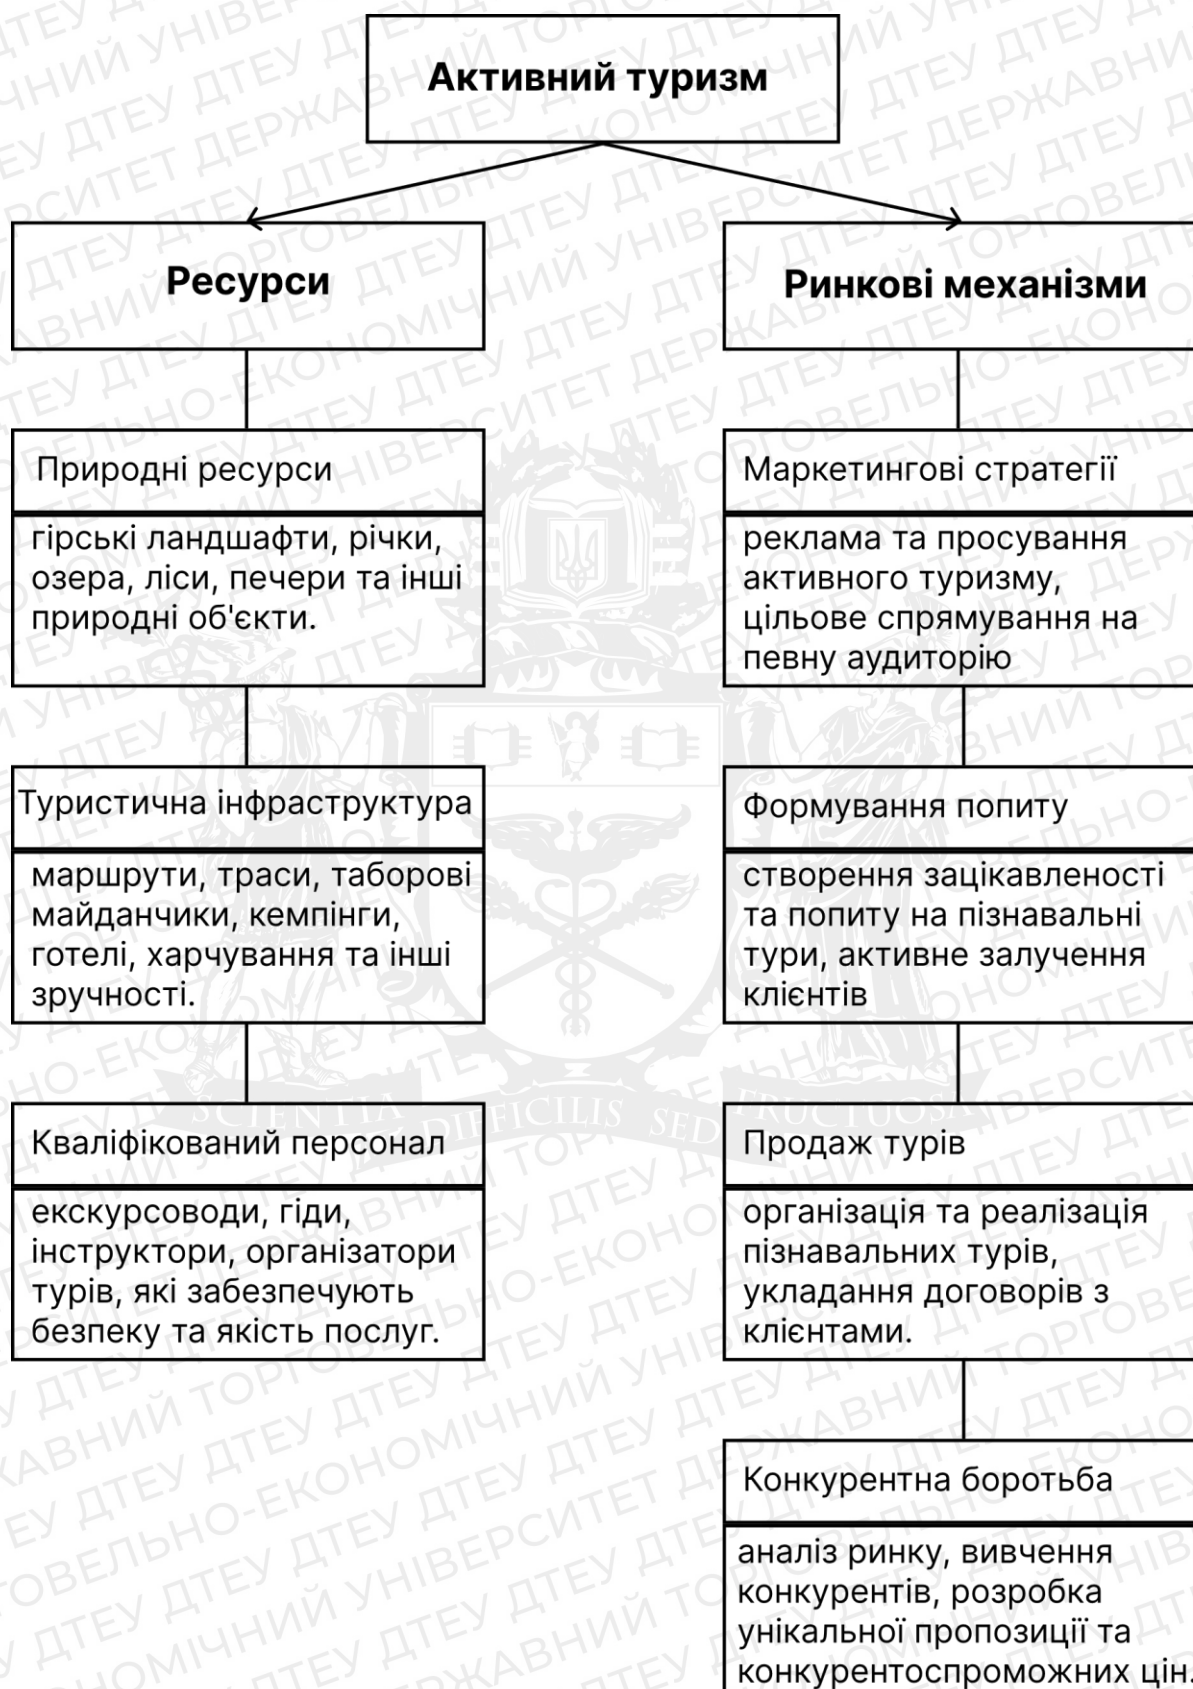 Активний туризм
Ресурси
Природні ресурси
гірські ландшафти, річки,
озера, ліси, печери та інші
природні об'єкти.
Туристична інфраструктура
маршрути, траси, таборові
майданчики, кемпінги,
готелі, харчування та інші
зручності.
Кваліфікований персонал
екскурсоводи, гіди,
інструктори, організатори
турів, які забезпечують
безпеку та якість послуг.
Ринкові механізми
Маркетингові стратегії
реклама та просування
активного туризму,
цільове спрямування на
певну аудиторію
Формування попиту
створення зацікавленості
та попиту на пізнавальні
тури, активне залучення
клієнтів
Продаж турів
організація та реалізація
пізнавальних турів,
укладання договорів з
клієнтами.
Конкурентна боротьба
аналіз ринку, вивчення
конкурентів, розробка
унікальної пропозиції та
конкурентоспроможних цін.
SCIENTIA DIFFICILIS SED FRUCTUOSA